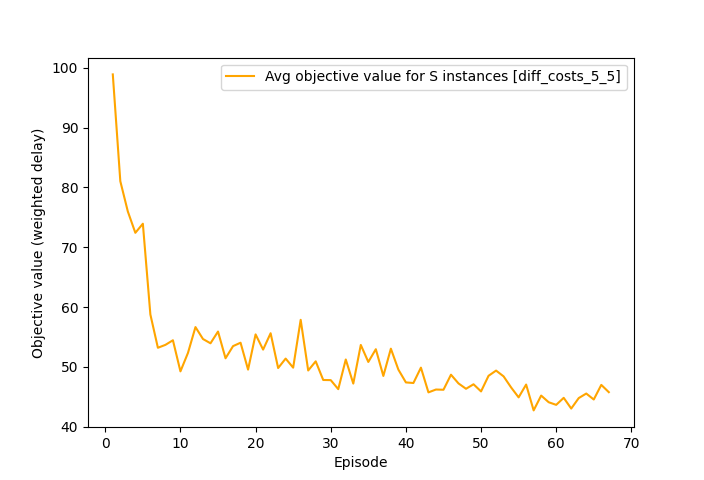 Avg objective value for S instances [diff_costs_5_5]
Objective value (weighted delay)
100
90
80
70
60
50
40
0 10 20 30 40 50 60 70
Episode